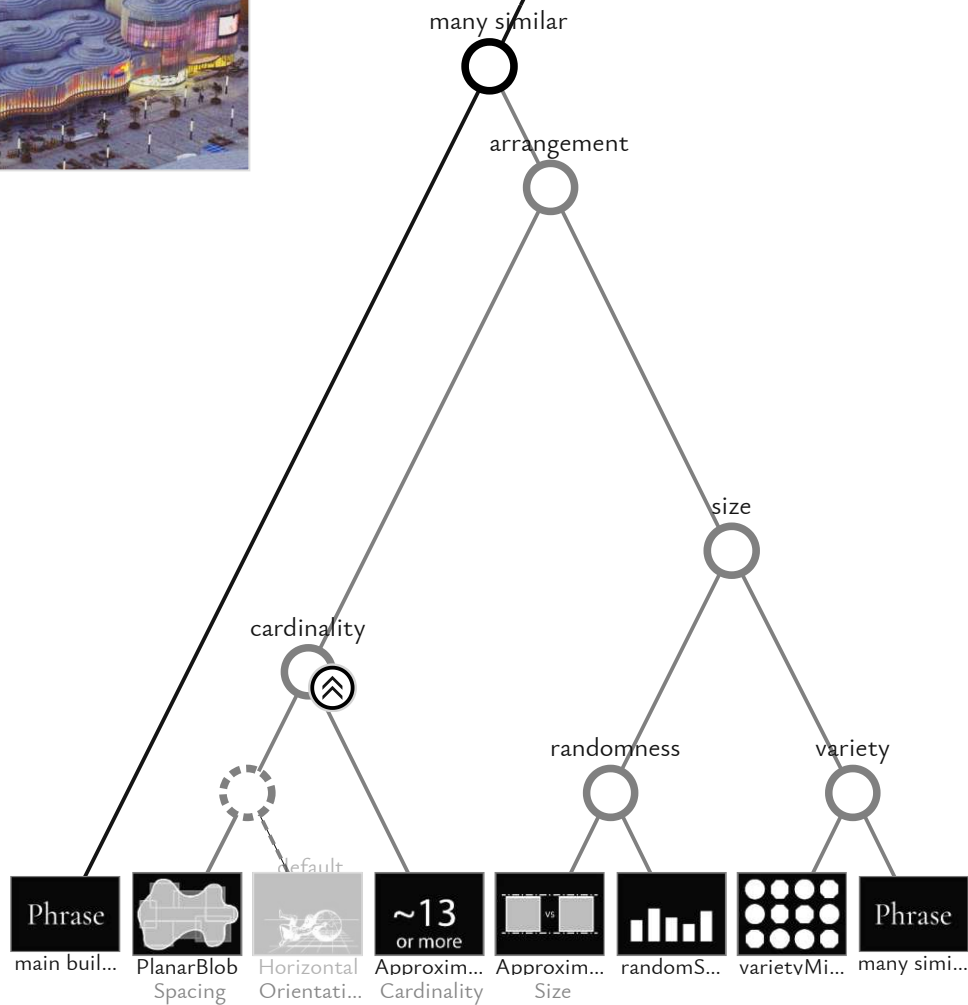 many similar
arrangement
size
cardinality
randomness
variety
default
Phrase
~13
or more
vs
Phrase
main buil...
PlanarBlob
Spacing
Horizontal
Orientati...
Approxim...
Cardinality
Approxim...
Size
randomS...
varietyMi...
many simi...